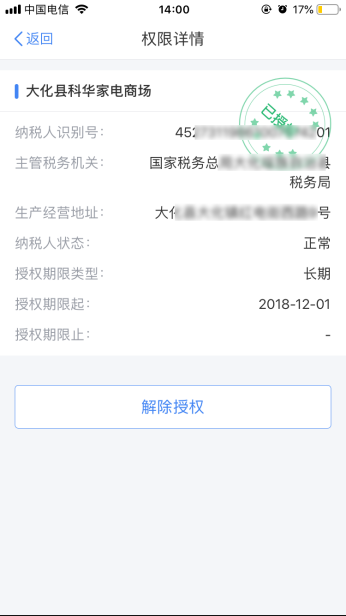 中国电信 14:00 17%
返回 权限详情
大化县科华家电商场
已授
纳税人识别号： 452 01
主管税务机关： 国家税务总 县
税务局
生产经营地址： 大化 号
纳税人状态： 正常
授权期限类型： 长期
授权期限起： 2018-12-01
授权期限止： -
解除授权